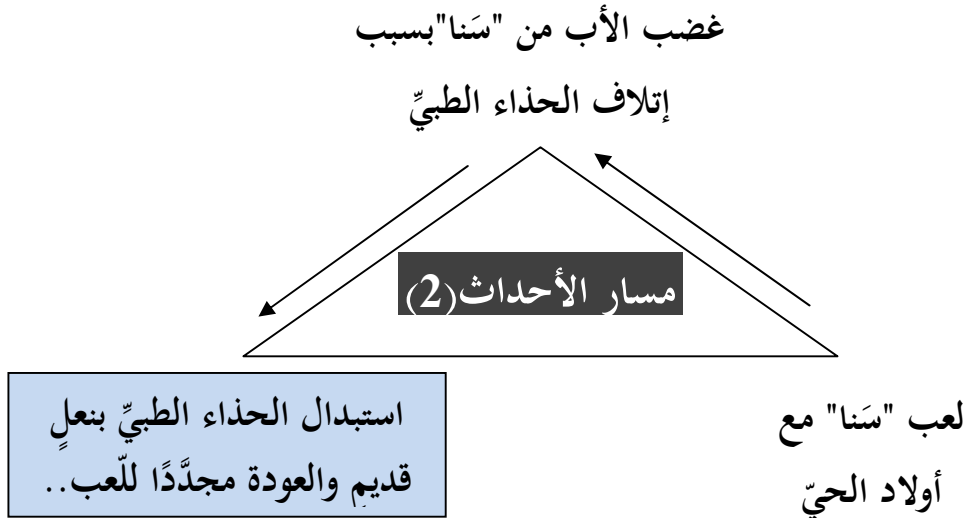 غضب الأب من "سَنا"بسبب
إتلاف الحذاء الطبيِّ
مسار الأحداث(2)
لعب "سَنا" مع
أولاد الحيّ
استبدال الحذاء الطبيِّ بنعلٍ
قديمٍ والعودة مجدَّدًا للّعب..